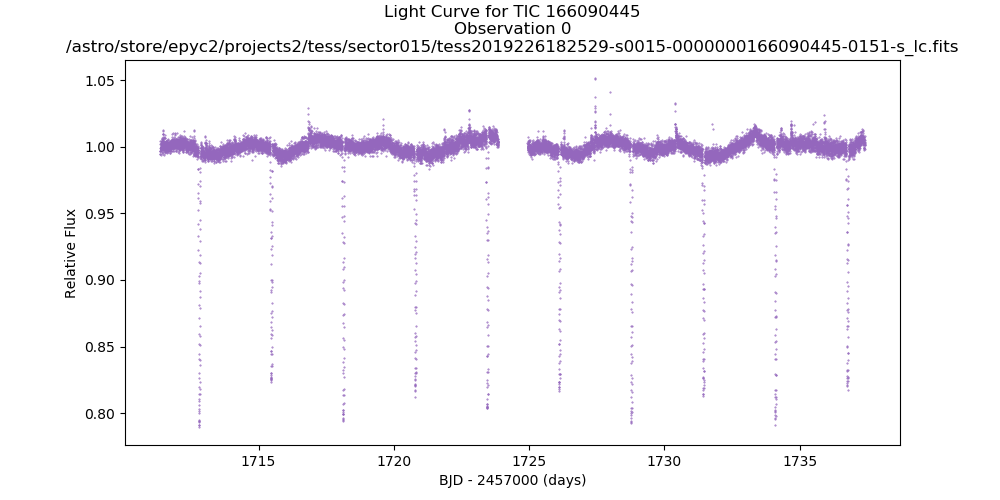 Light Curve for TIC 166090445
Observation 0
/astro/store/epyc2/projects2/tess/sector015/tess2019226182529-s0015-0000000166090445-0151-s_lc.fits
1.05
1.00
0.95
0.90
0.85
0.80
Relative Flux
1715
1720
1725
1730
1735
BJD - 2457000 (days)